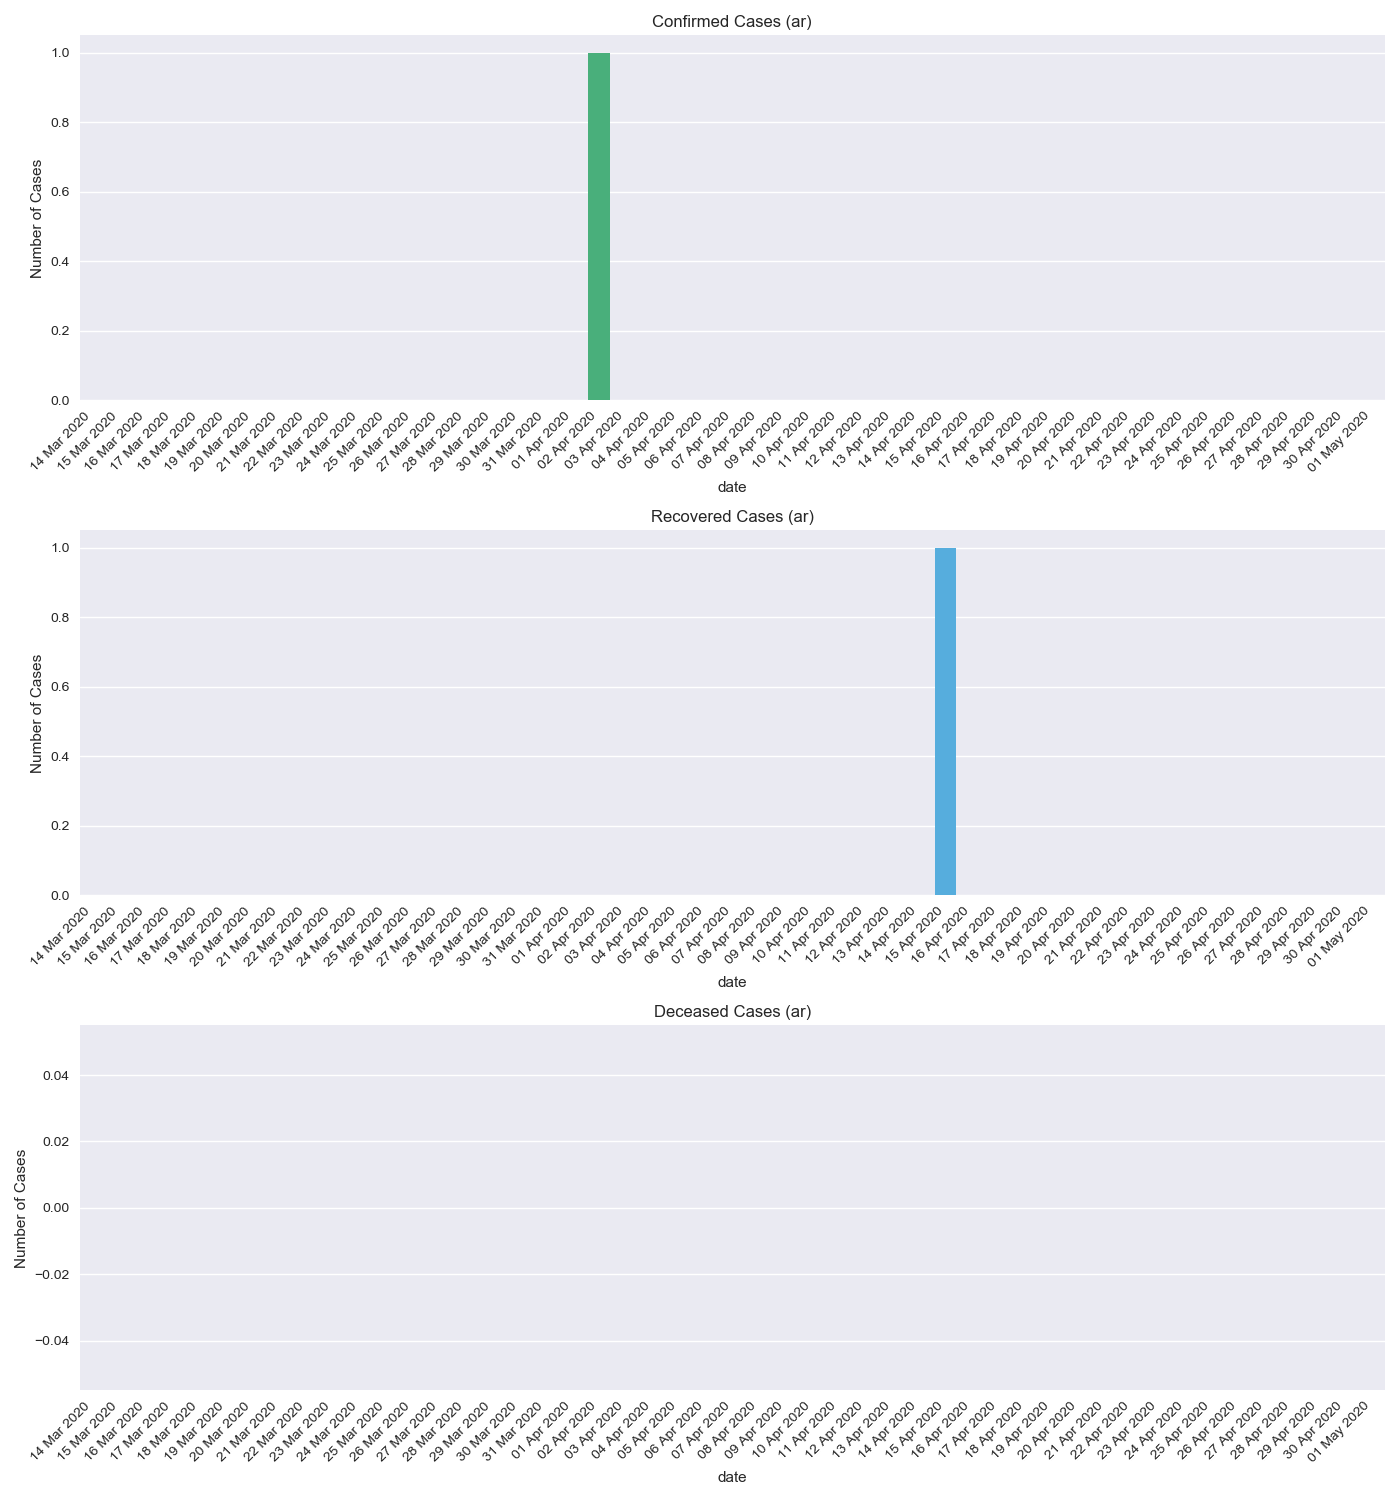 Confirmed Cases (ar)
1.0
0.8
0.6
0.4
0.2
0.0
Number of Cases
14 Mar 2020
15 Mar 2020
16 Mar 2020
17 Mar 2020
18 Mar 2020
19 Mar 2020
20 Mar 2020
21 Mar 2020
22 Mar 2020
23 Mar 2020
24 Mar 2020
25 Mar 2020
26 Mar 2020
27 Mar 2020
28 Mar 2020
29 Mar 2020
30 Mar 2020
31 Mar 2020
01 Apr 2020
02 Apr 2020
03 Apr 2020
04 Apr 2020
05 Apr 2020
06 Apr 2020
07 Apr 2020
08 Apr 2020
09 Apr 2020
10 Apr 2020
11 Apr 2020
12 Apr 2020
13 Apr 2020
14 Apr 2020
15 Apr 2020
16 Apr 2020
17 Apr 2020
18 Apr 2020
19 Apr 2020
20 Apr 2020
21 Apr 2020
22 Apr 2020
23 Apr 2020
24 Apr 2020
25 Apr 2020
26 Apr 2020
27 Apr 2020
28 Apr 2020
29 Apr 2020
30 Apr 2020
01 May 2020
date
Recovered Cases (ar)
1.0
0.8
0.6
0.4
0.2
0.0
Number of Cases
14 Mar 2020
15 Mar 2020
16 Mar 2020
17 Mar 2020
18 Mar 2020
19 Mar 2020
20 Mar 2020
21 Mar 2020
22 Mar 2020
23 Mar 2020
24 Mar 2020
25 Mar 2020
26 Mar 2020
27 Mar 2020
28 Mar 2020
29 Mar 2020
30 Mar 2020
31 Mar 2020
01 Apr 2020
02 Apr 2020
03 Apr 2020
04 Apr 2020
05 Apr 2020
06 Apr 2020
07 Apr 2020
08 Apr 2020
09 Apr 2020
10 Apr 2020
11 Apr 2020
12 Apr 2020
13 Apr 2020
14 Apr 2020
15 Apr 2020
16 Apr 2020
17 Apr 2020
18 Apr 2020
19 Apr 2020
20 Apr 2020
21 Apr 2020
22 Apr 2020
23 Apr 2020
24 Apr 2020
25 Apr 2020
26 Apr 2020
27 Apr 2020
28 Apr 2020
29 Apr 2020
30 Apr 2020
01 May 2020
date
Deceased Cases (ar)
0.04
0.02
0.00
−0.02
−0.04
Number of Cases
14 Mar 2020
15 Mar 2020
16 Mar 2020
17 Mar 2020
18 Mar 2020
19 Mar 2020
20 Mar 2020
21 Mar 2020
22 Mar 2020
23 Mar 2020
24 Mar 2020
25 Mar 2020
26 Mar 2020
27 Mar 2020
28 Mar 2020
29 Mar 2020
30 Mar 2020
31 Mar 2020
01 Apr 2020
02 Apr 2020
03 Apr 2020
04 Apr 2020
05 Apr 2020
06 Apr 2020
07 Apr 2020
08 Apr 2020
09 Apr 2020
10 Apr 2020
11 Apr 2020
12 Apr 2020
13 Apr 2020
14 Apr 2020
15 Apr 2020
16 Apr 2020
17 Apr 2020
18 Apr 2020
19 Apr 2020
20 Apr 2020
21 Apr 2020
22 Apr 2020
23 Apr 2020
24 Apr 2020
25 Apr 2020
26 Apr 2020
27 Apr 2020
28 Apr 2020
29 Apr 2020
30 Apr 2020
01 May 2020
date